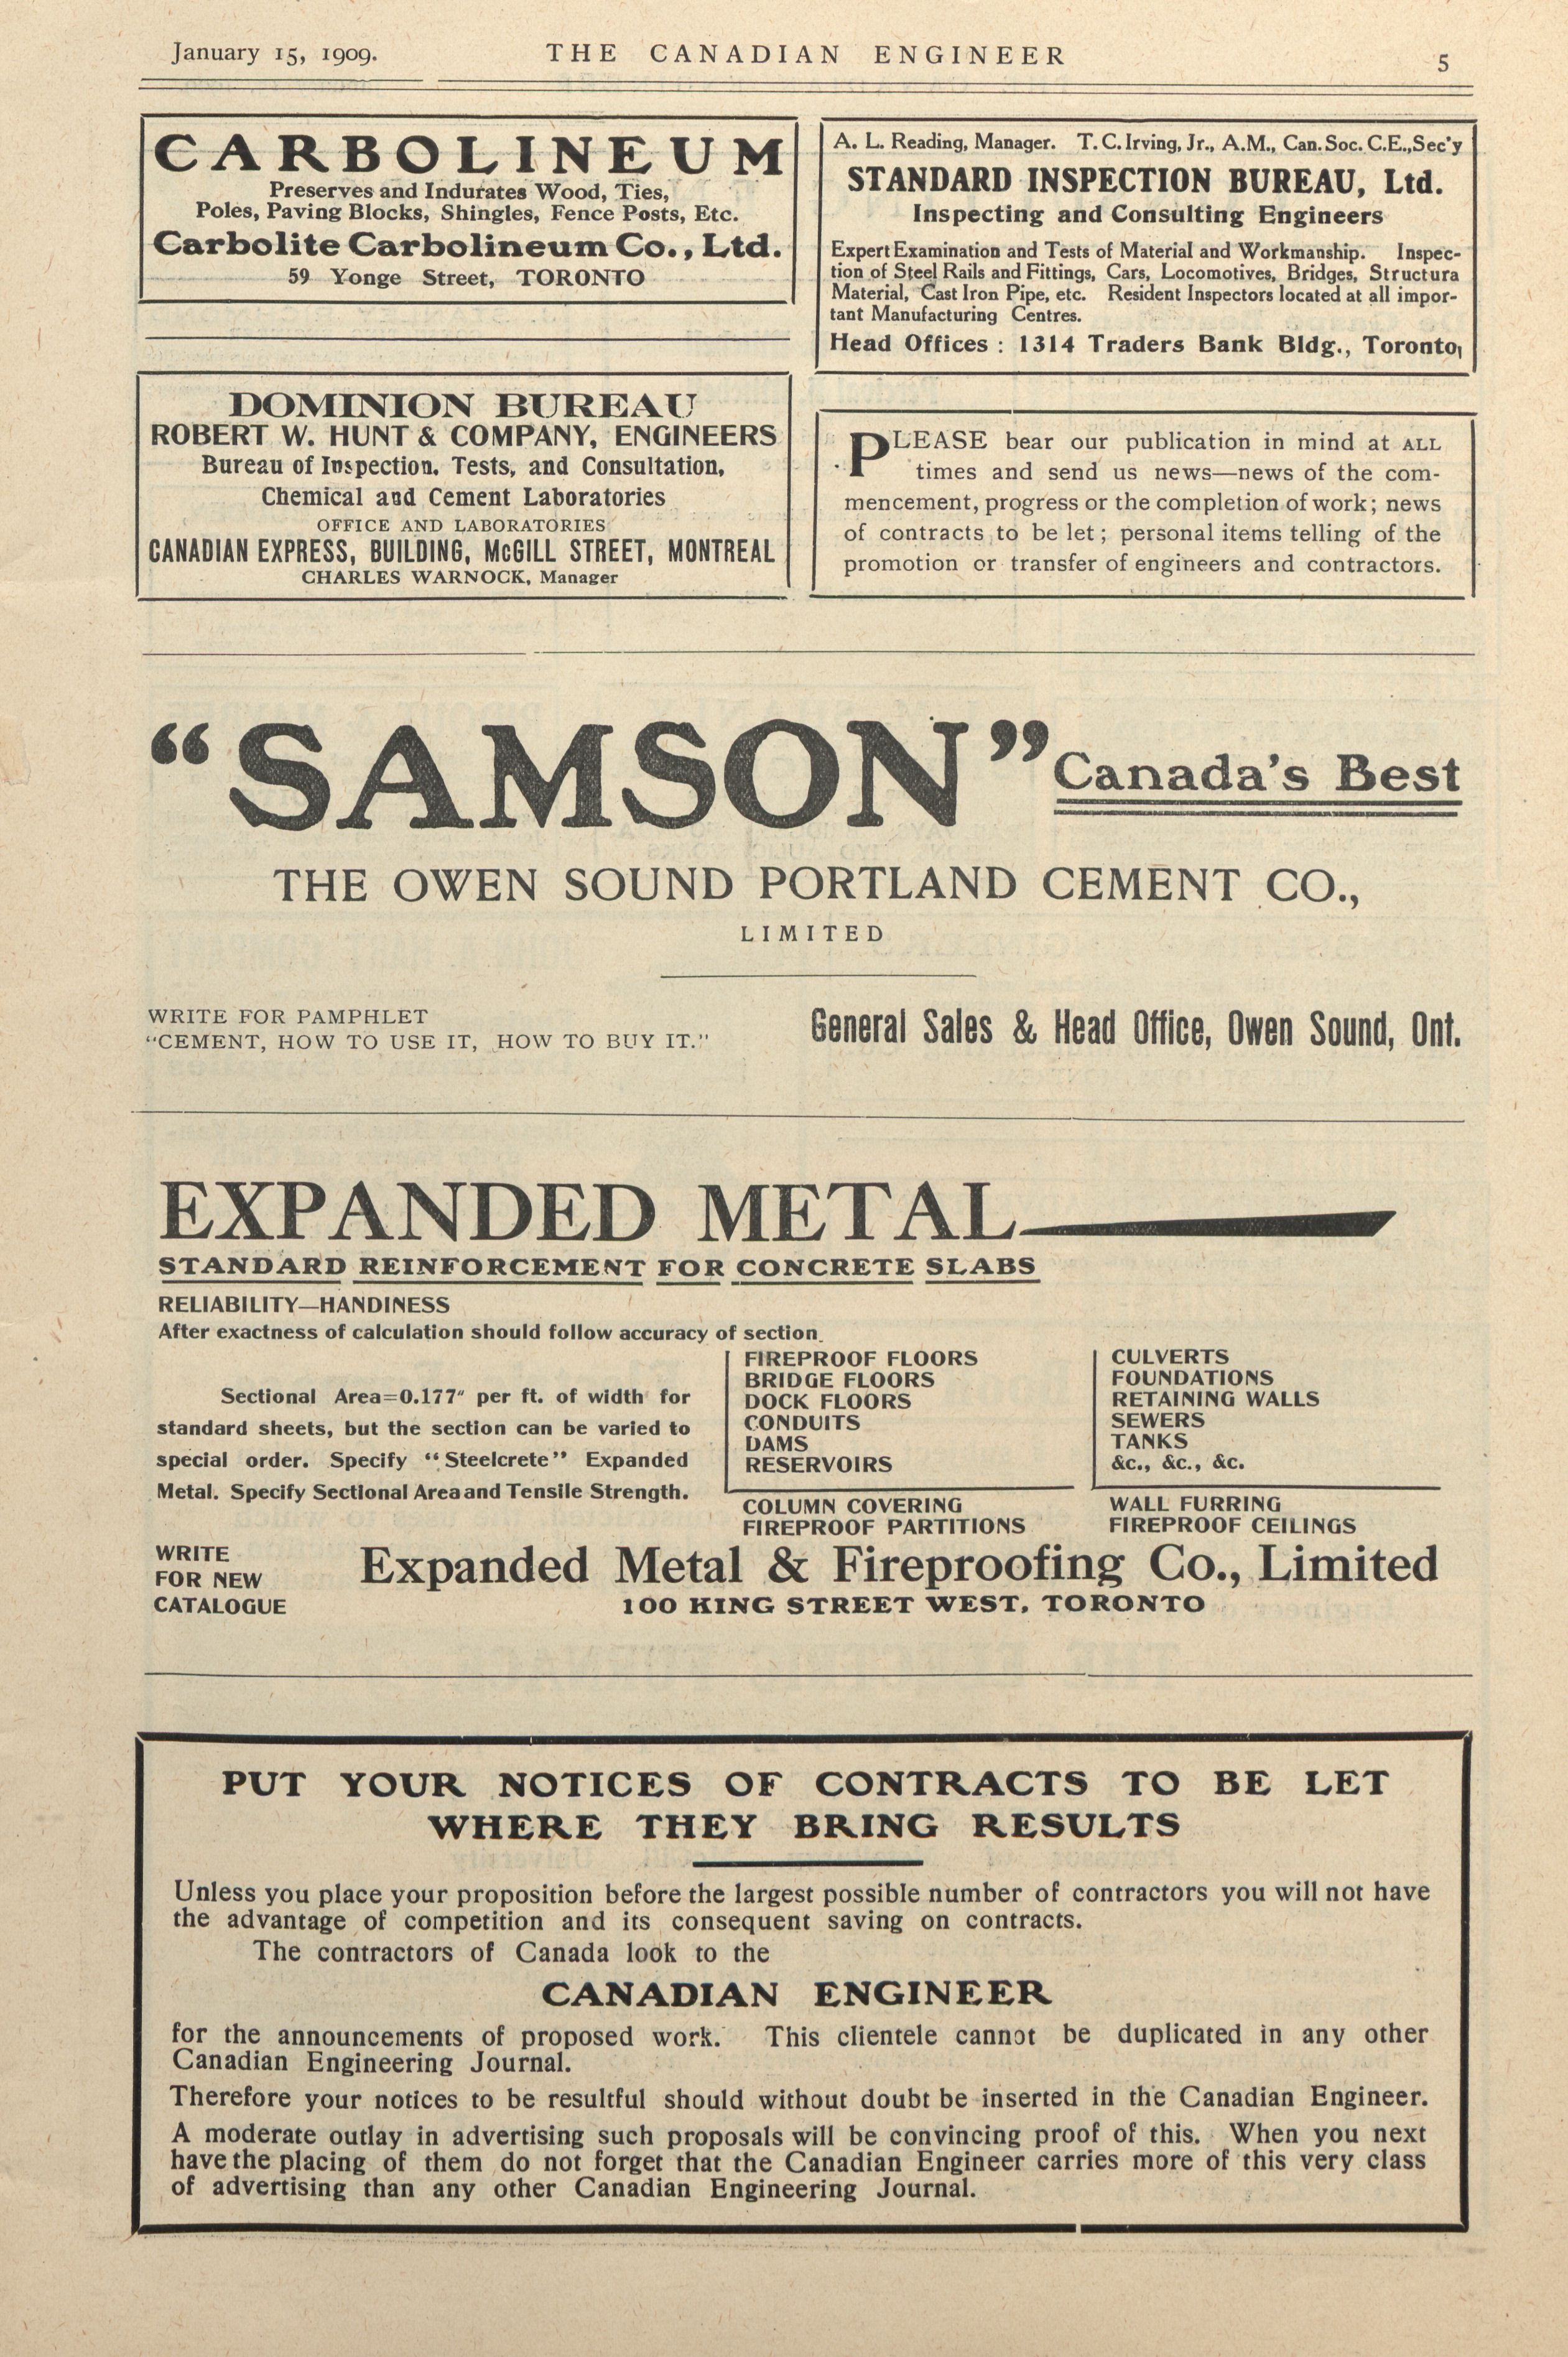 January 15, 1909.
THE CANADIAN ENGINEER
5
CARBOLINEUM
Preserves and Indurates Wood, Ties,
Poles, Paving Blocks, Shingles, Fence Posts, Etc.
Carbolite Carbolineum Co., Ltd.
59 Yonge Street, TORONTO
A. L. Reading, Manager. T. C. Irving, Jr., A.M., Can. Soc. C.E., Sec'y
STANDARD INSPECTION BUREAU, Ltd.
Inspecting and Consulting Engineers
Expert Examination and Tests of Material and Workmanship. Inspec-
tion of Steel Rails and Fittings, Cars, Locomotives, Bridges, Structura
Material, Cast Iron Pipe, etc. Resident Inspectors located at all impor-
tant Manufacturing Centres.
Head Offices : 1314 Traders Bank Bldg., Toronto,
DOMINION BUREAU
ROBERT W. HUNT & COMPANY, ENGINEERS
Bureau of Inspection, Tests, and Consultation,
Chemical and Cement Laboratories
OFFICE AND LABORATORIES
CANADIAN EXPRESS, BUILDING, McGILL STREET, MONTREAL
CHARLES WARNOCK, Manager
PLEASE bear our publication in mind at ALL
times and send us news—news of the com-
mencement, progress or the completion of work; news
of contracts to be let; personal items telling of the
promotion or transfer of engineers and contractors.
“SAMSON” Canada's Best
THE OWEN SOUND PORTLAND CEMENT CO.,
LIMITED
WRITE FOR PAMPHLET
“CEMENT, HOW TO USE IT, HOW TO BUY IT.”
General Sales & Head Office, Owen Sound, Ont.
EXPANDED METAL
STANDARD REINFORCEMENT FOR CONCRETE SLABS
RELIABILITY—HANDINESS
After exactness of calculation should follow accuracy of section.
Sectional Area=0.177" per ft. of width for
standard sheets, but the section can be varied to
special order. Specify “Steelcrete” Expanded
Metal. Specify Sectional Area and Tensile Strength.
FIREPROOF FLOORS
BRIDGE FLOORS
DOCK FLOORS
CONDUITS
DAMS
RESERVOIRS
COLUMN COVERING
FIREPROOF PARTITIONS
CULVERTS
FOUNDATIONS
RETAINING WALLS
SEWERS
TANKS
&c., &c., &c.
WALL FURRING
FIREPROOF CEILINGS
WRITE
FOR NEW
CATALOGUE
Expanded Metal & Fireproofing Co., Limited
100 KING STREET WEST, TORONTO
PUT YOUR NOTICES OF CONTRACTS TO BE LET
WHERE THEY BRING RESULTS
Unless you place your proposition before the largest possible number of contractors you will not have
the advantage of competition and its consequent saving on contracts.
The contractors of Canada look to the
CANADIAN ENGINEER
for the announcements of proposed work. This clientele cannot be duplicated in any other
Canadian Engineering Journal.
Therefore your notices to be resultful should without doubt be inserted in the Canadian Engineer.
A moderate outlay in advertising such proposals will be convincing proof of this. When you next
have the placing of them do not forget that the Canadian Engineer carries more of this very class
of advertising than any other Canadian Engineering Journal.